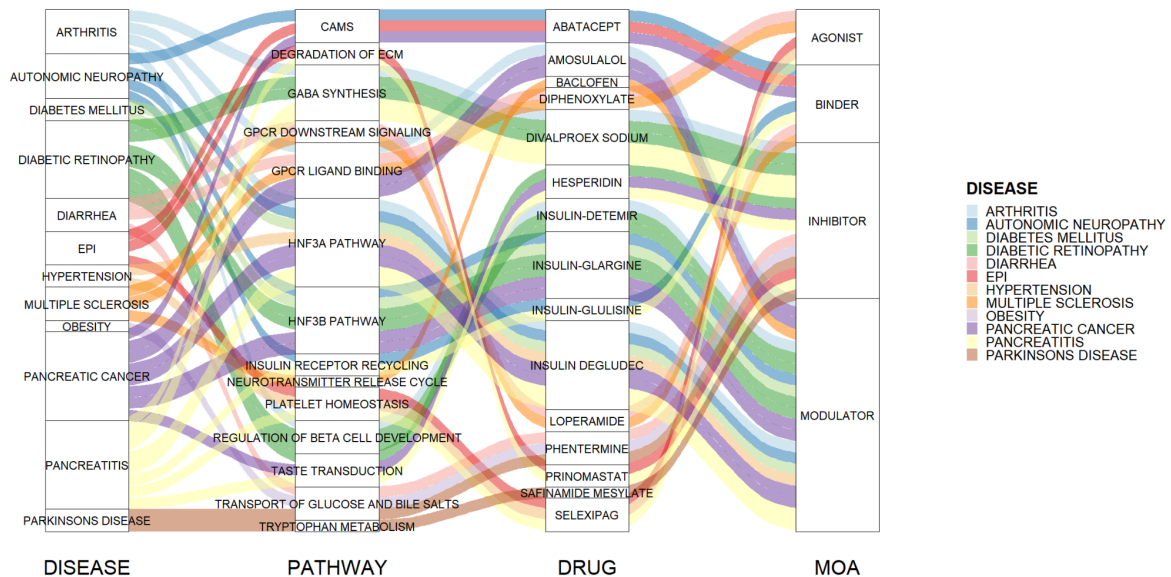 ARTHRITIS
AUTONOMIC NEUROPATHY
DIABETES MELLITUS
DIABETIC RETINOPATHY
DIARRHEA
EPI
HYPERTENSION
MULTIPLE SCLEROSIS
OBESITY
PANCREATIC CANCER
PANCREATITIS
PARKINSONS DISEASE
DISEASE
CAMS
DEGRADATION OF ECM
GABA SYNTHESIS
GPCR DOWNSTREAM SIGNALING
GPCR LIGAND BINDING
HNF3A PATHWAY
HNF3B PATHWAY
INSULIN RECEPTOR RECYCLING
NEUROTRANSMITTER RELEASE CYCLE
PLATELET HOMEOSTASIS
REGULATION OF BETA CELL DEVELOPMENT
TASTE TRANSDUCTION
TRANSPORT OF GLUCOSE AND BILE SALTS
TRYPTOPHAN METABOLISM
PATHWAY
ABATACEPT
AMOSULALOL
BACLOFEN
DIPHENOXYLATE
DIVALPROEX SODIUM
HESPERIDIN
INSULIN-DETEMIR
INSULIN-GLARGINE
INSULIN-GLULISINE
INSULIN DEGLUDEC
LOPERAMIDE
PHENTERMINE
PRINOMASTAT
SAFINAMIDE MESYLATE
SELEXIPAG
DRUG
AGONIST
BINDER
INHIBITOR
MODULATOR
MOA
DISEASE
ARTHRITIS
AUTONOMIC NEUROPATHY
DIABETES MELLITUS
DIABETIC RETINOPATHY
DIARRHEA
EPI
HYPERTENSION
MULTIPLE SCLEROSIS
OBESITY
PANCREATIC CANCER
PANCREATITIS
PARKINSONS DISEASE